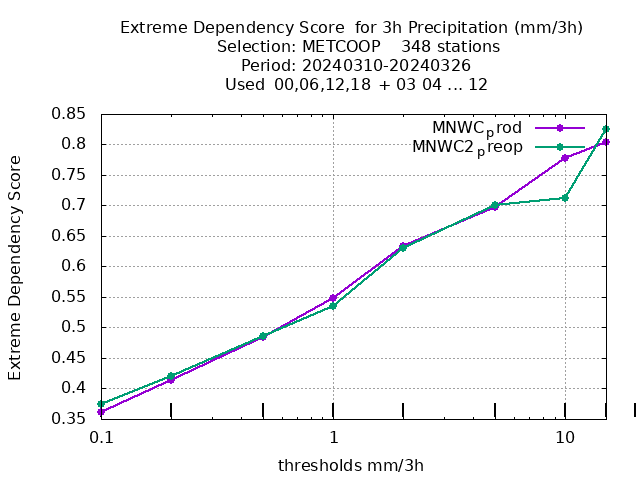 Extreme Dependency Score  for 3h Precipitation (mm/3h)
Selection: METCOOP    348 stations
Period: 20240310-20240326
Used  00,06,12,18 + 03 04 ... 12
0.85
0.8
0.75
0.7
0.65
0.6
0.55
0.5
0.45
0.4
0.35
Extreme Dependency Score
MNWCprod
MNWC2preop
0.1
1
10
thresholds mm/3h